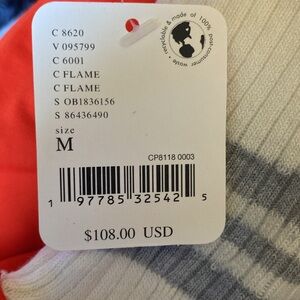 recyclable & made of 100% post-consumer waste •
C 8620
V 095799
C 6001
C FLAME
C FLAME
S OB1836156
S 86436490
size
M
CP8118 0003
1 97785 32542 5
$108.00 USD